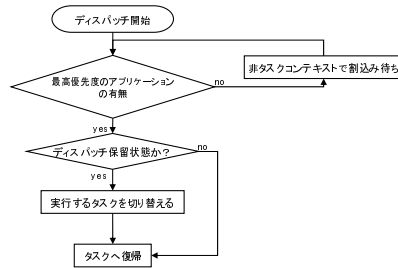 ディスパッチ開始
最高優先度のアプリケーション
の有無
no
非タスクコンテキストで割込み待ち
yes
ディスパッチ保留状態か?
no
yes
実行するタスクを切り替える
タスクへ復帰